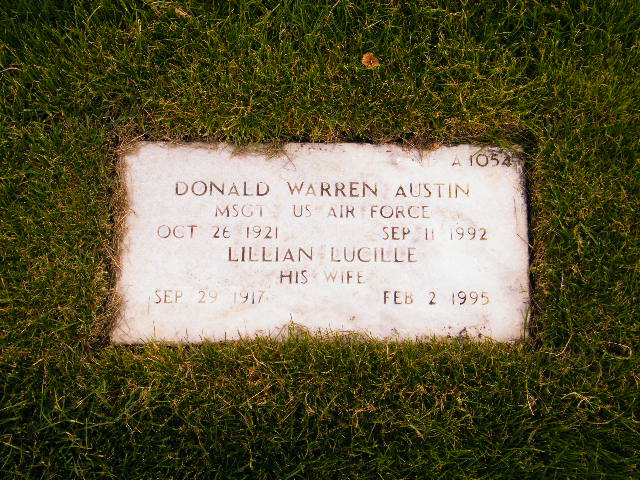 A 1054
DONALD WARREN AUSTIN
MSGT US AIR FORCE
OCT 26 1921 SEP 11 1992
LILLIAN LUCILLE
HIS WIFE
SEP 29 1917 FEB 2 1995